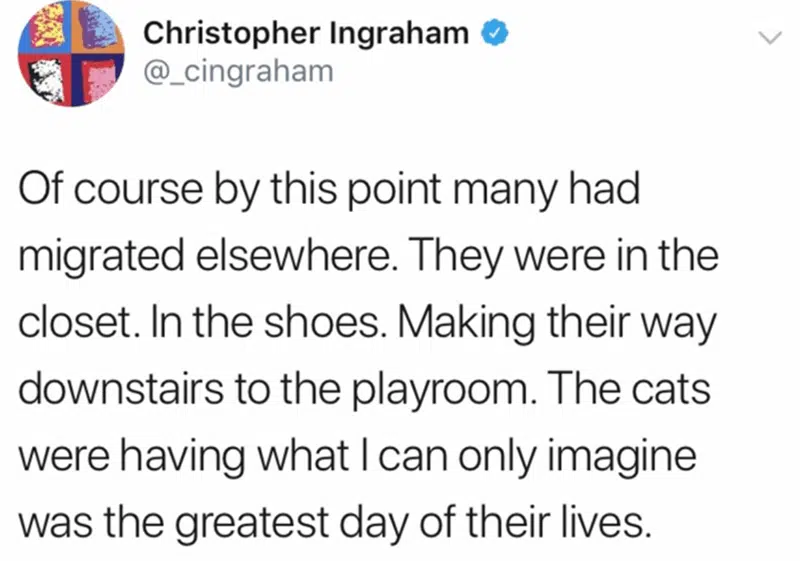 Christopher Ingraham
@_cingraham
Of course by this point many had
migrated elsewhere. They were in the
closet. In the shoes. Making their way
downstairs to the playroom. The cats
were having what I can only imagine
was the greatest day of their lives.